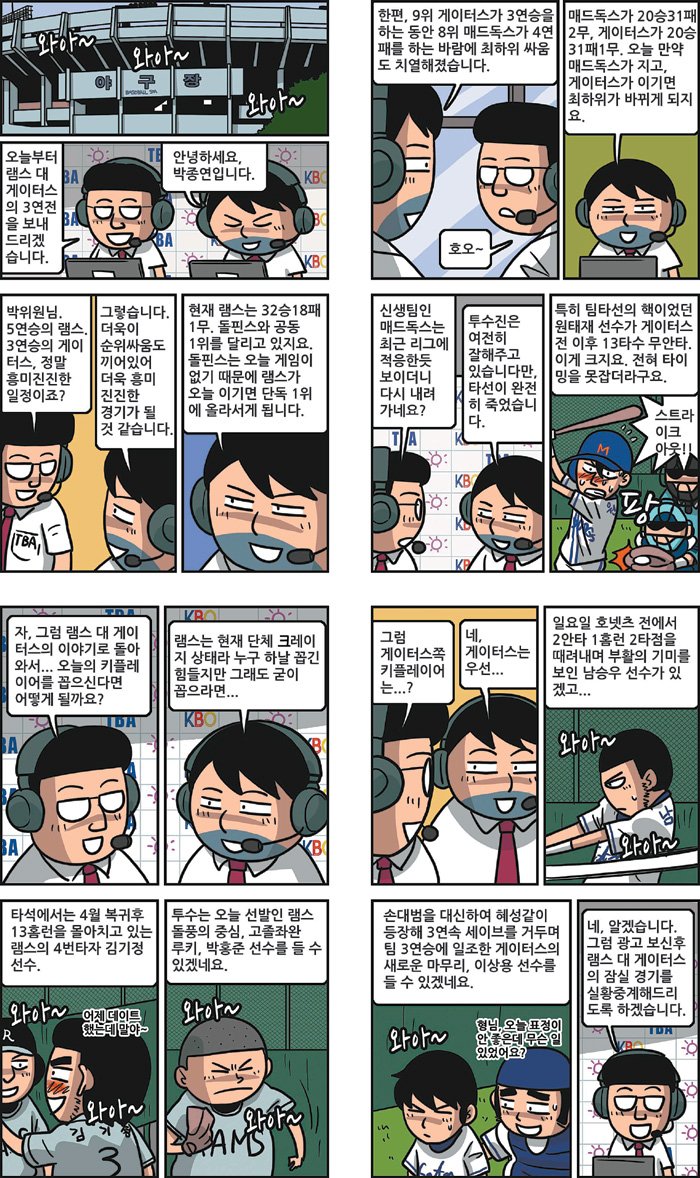 와아~
와아~
와아~
야구장
BASEBALL
오늘부터
램스 대
게이터스
의 3연전
을 보내
드리겠
습니다.
안녕하세요,
박종연입니다.
TBA
KBO
박위원님.
5연승의 램스.
3연승의 게이
터스, 정말
흥미진진한
일정이죠?
TBA
그렇습니다.
더욱이
순위싸움도
끼어있어
더욱 흥미
진진한
경기가 될
것 같습니다.
현재 램스는 32승18패
1무. 돌핀스와 공동
1위를 달리고 있지요.
돌핀스는 오늘 게임이
없기 때문에 램스가
오늘 이기면 단독 1위
에 올라서게 됩니다.
한편, 9위 게이터스가 3연승을
하는 동안 8위 매드독스가 4연
패를 하는 바람에 최하위 싸움
도 치열해졌습니다.
호오~
매드독스가 20승31패
2무, 게이터스가 20승
31패1무. 오늘 만약
매드독스가 지고,
게이터스가 이기면
최하위가 바뀌게 되지
요.
신생팀인
매드독스는
최근 리그에
적응한듯
보이더니
다시 내려
가네요?
투수진은
여전히
잘해주고
있습니다만,
타선이 완전
히 죽었습니
다.
TBA
KBO
특히 팀타선의 핵이었던
원태재 선수가 게이터스
전 이후 13타수 무안타.
이게 크지요. 전혀 타이
밍을 못잡더라구요.
스트라
이크
아웃!!
M
팡
자, 그럼 램스 대 게이
터스의 이야기로 돌아
와서... 오늘의 키플레
이어를 꼽으신다면
어떻게 될까요?
KBO
TBA
램스는 현재 단체 크레이
지 상태라 누구 하날 꼽긴
힘들지만 그래도 굳이
꼽으라면...
KBO
타석에서는 4월 복귀후
13홈런을 몰아치고 있는
램스의 4번타자 김기정
선수.
와아~
어제 데이트
했는데 말야~
와아~
R
김기정
3
투수는 오늘 선발인 램스
돌풍의 중심, 고졸좌완
루키, 박홍준 선수를 들 수
있겠네요.
와아~
와아~
그럼
게이터스쪽
키플레이어
는...?
네,
게이터스는
우선...
일요일 호넷츠 전에서
2안타 1홈런 2타점을
때려내며 부활의 기미를
보인 남승우 선수가 있
겠고...
와아~
남
와아~
손대범을 대신하여 혜성같이
등장해 3연속 세이브를 거두며
팀 3연승에 일조한 게이터스의
새로운 마무리, 이상용 선수를
들 수 있겠네요.
와아~
형님, 오늘 표정이
안 좋은데 무슨 일
있었어요?
네, 알겠습니다.
그럼 광고 보신후
램스 대 게이터스
의 잠실 경기를
실황중계해드리
도록 하겠습니다.